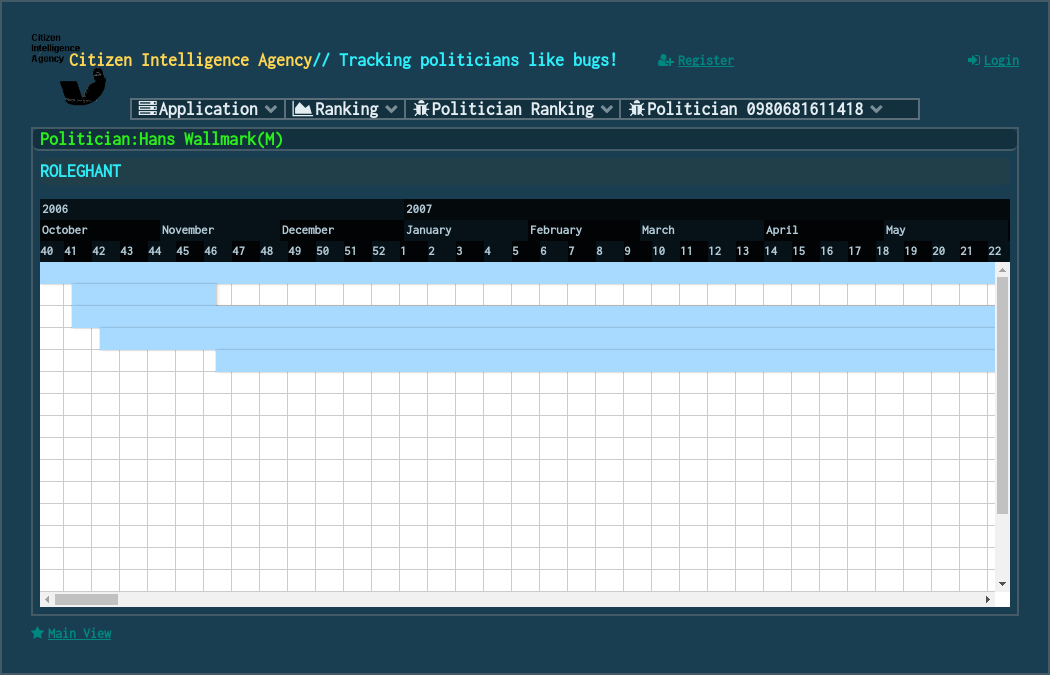 Citizen
Intelligence
Agency
Citizen Intelligence Agency// Tracking politicians like bugs!
Register
Login
Application
Ranking
Politician Ranking
Politician 0980681611418
Politician:Hans Wallmark(M)
ROLEGHANT
2006 2007
October November December January February March April May
40 41 42 43 44 45 46 47 48 49 50 51 52 1 2 3 4 5 6 7 8 9 10 11 12 13 14 15 16 17 18 19 20 21 22
Main View